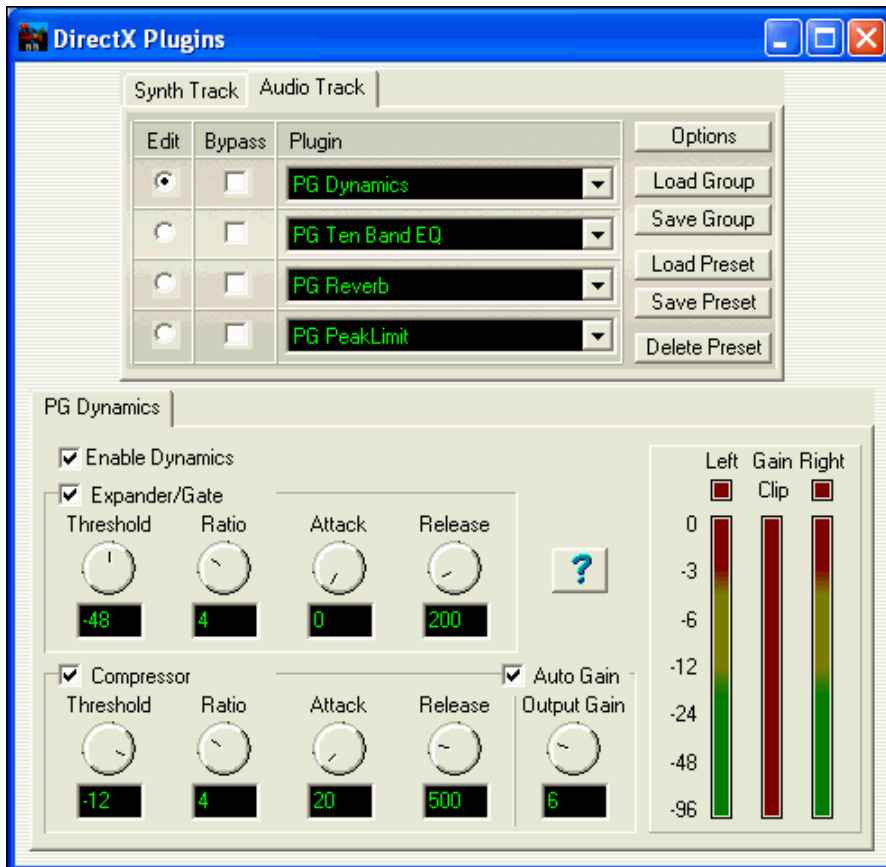 DirectX Plugins
Synth Track
Audio Track
Edit Bypass Plugin
Options
PG Dynamics
Load Group
Save Group
PG Ten Band EQ
Load Preset
PG Reverb
Save Preset
PG PeakLimit
Delete Preset
PG Dynamics
Enable Dynamics
Expander/Gate
Threshold Ratio Attack Release
-48 4 0 200
?
Compressor
Auto Gain
Threshold Ratio Attack Release Output Gain
-12 4 20 500 6
Left Gain Right
Clip
0
-3
-6
-12
-24
-48
-96